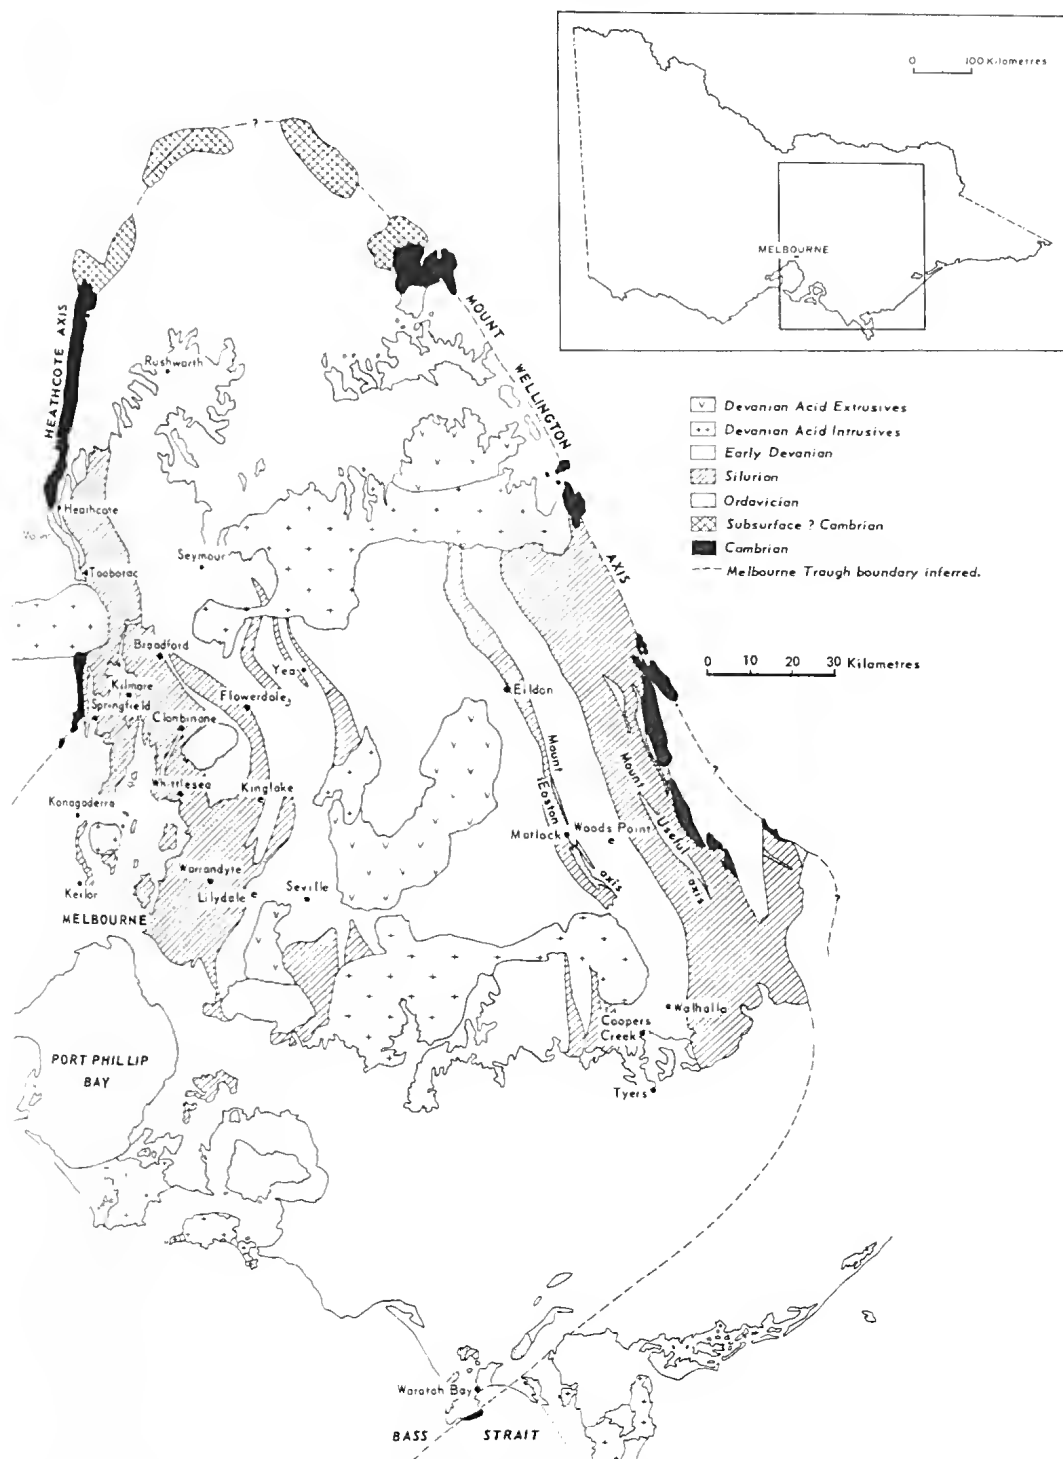 0 100 Kilometres
MELBOURNE
?
HEATHCOTE AXIS
MOUNT WELLINGTON AXIS
Devonian Acid Extrusives
Devonian Acid Intrusives
Early Devonian
Silurian
Ordovician
Subsurface ? Cambrian
Cambrian
Melbourne Trough boundary inferred.
0 10 20 30 Kilometres
Rushworth
Heathcote
Seymour
Tooborac
Broadford
Yea
Kilmore
Springfield
Flowerdale
Eildon
Clonbinane
Mount Easton axis
Mount Useful axis
?
Whittlesea
Kinglake
Konagaderra
Matlock
Woods Point
Warrandyte
Keilor
Lilydale
Seville
?
MELBOURNE
Walhalla
Coopers
Creek
PORT PHILLIP
BAY
Tyers
Waratah Bay
BASS STRAIT